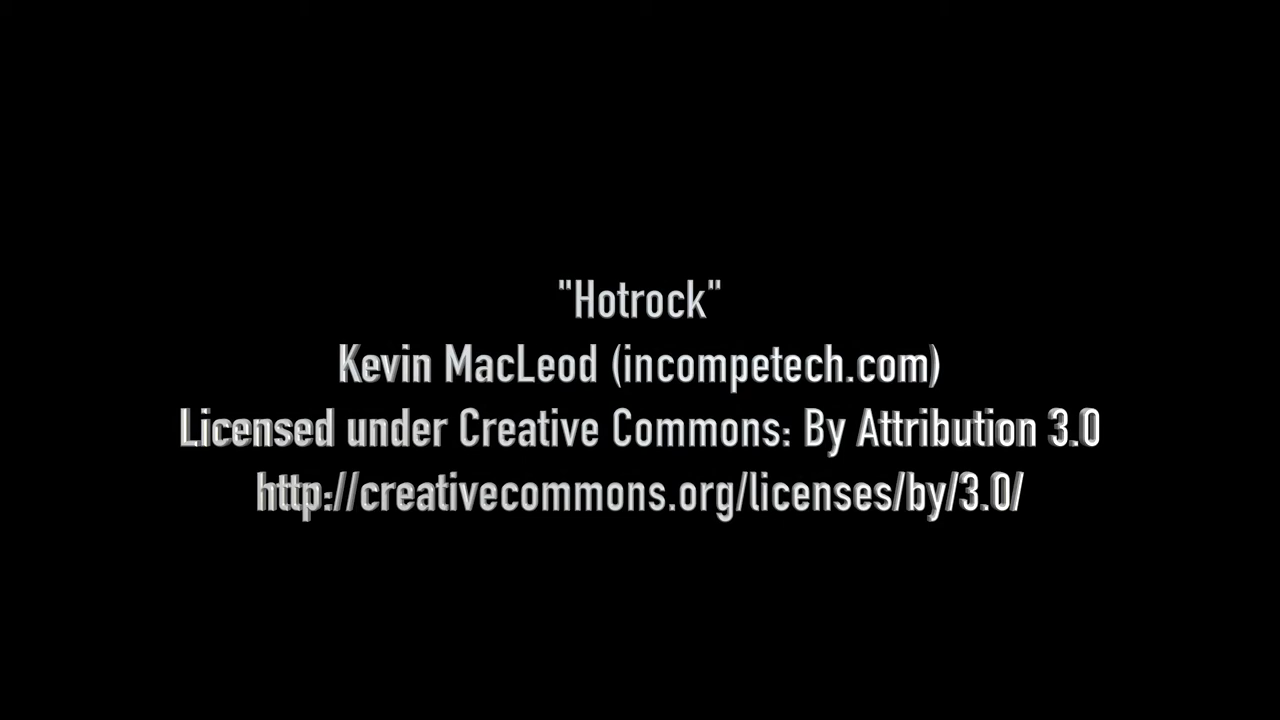 "Hotrock"
Kevin MacLeod (incompetech.com)
Licensed under Creative Commons: By Attribution 3.0
http://creativecommons.org/licenses/by/3.0/